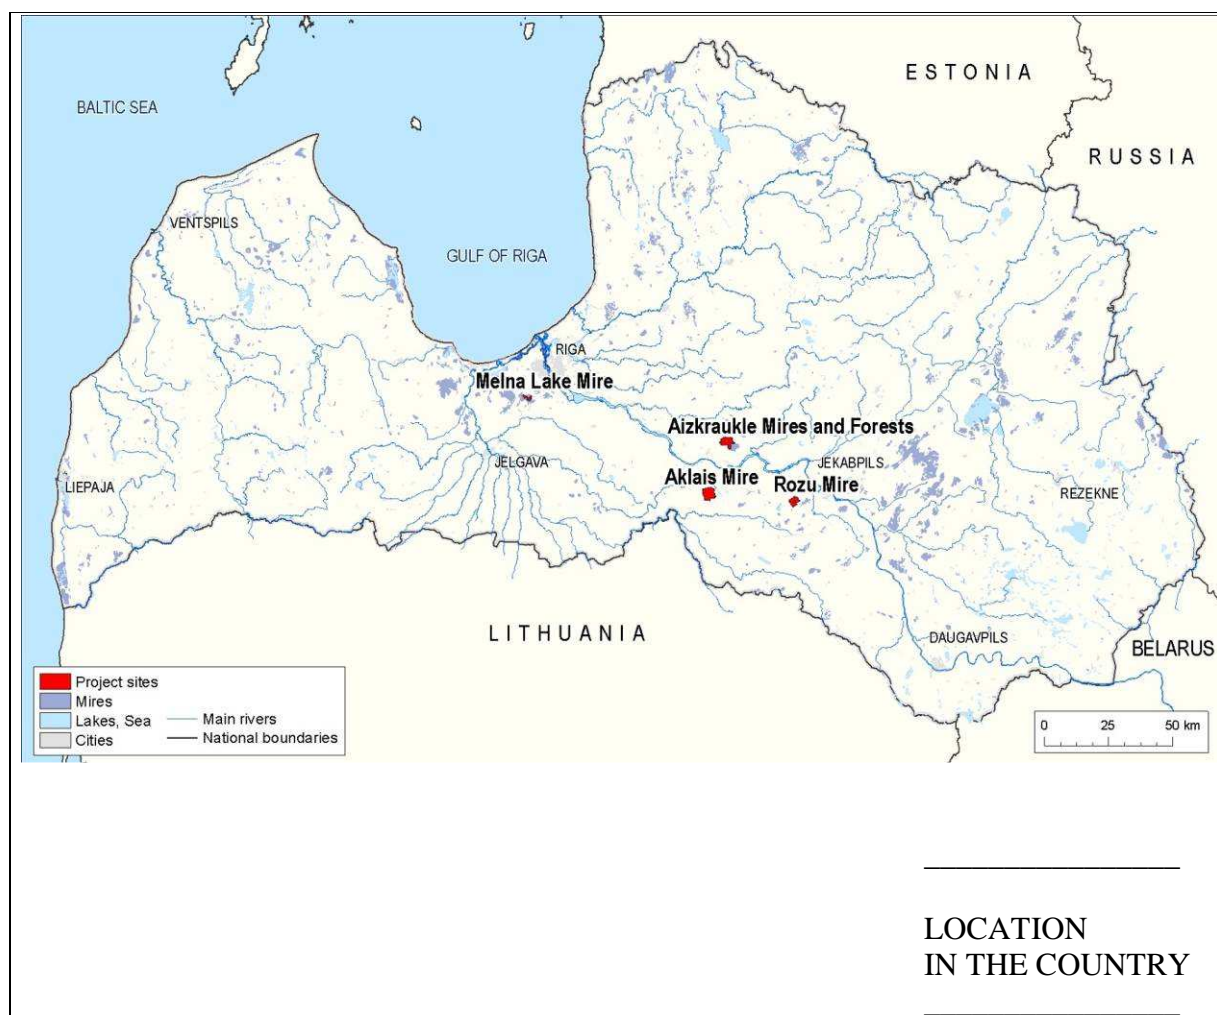 ESTONIA
BALTIC SEA
RUSSIA
VENTSPILS
GULF OF RIGA
RIGA
Melna Lake Mire
Aizkraukle Mires and Forests
JELGAVA
JEKABPILS
Aklais Mire
Rozu Mire
LIEPAJA
REZEKNE
LITHUANIA
DAUGAVPILS
BELARUS
Project sites
Mires
Lakes, Sea
Main rivers
Cities
National boundaries
0 25 50 km
LOCATION
IN THE COUNTRY